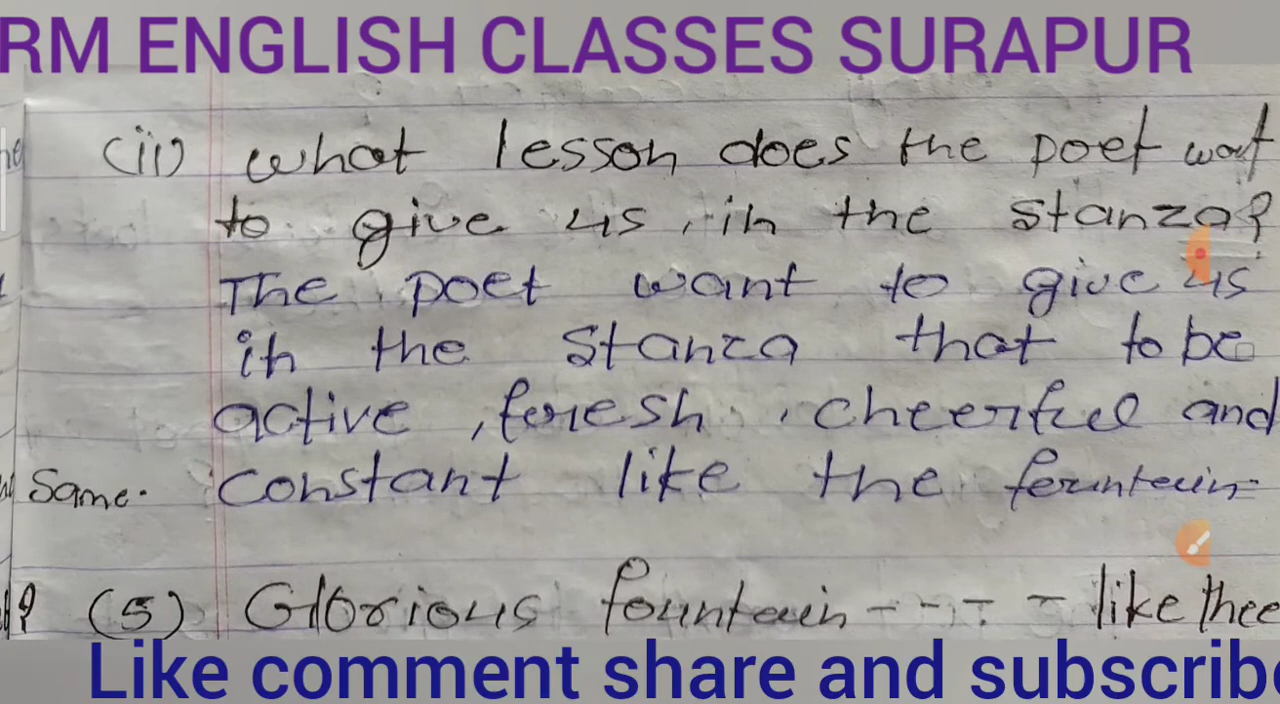 RM ENGLISH CLASSES SURAPUR
(ii) what lesson does the poet wat
to give us, in the stanza?
The poet want to give us
in the stanza that to be
active, feresh, cheerful and
Same. constant like the fountain.
(5) Glorious fountain - - - - like thee
Like comment share and subscribe